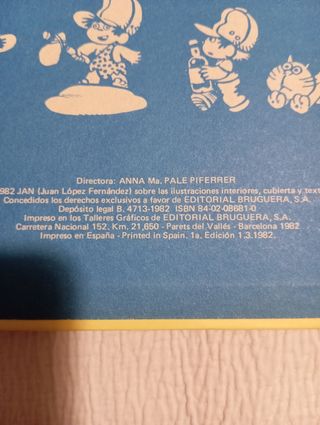 Directora: ANNA Ma. PALE PIFERRER
1982 JAN (Juan López Fernández) sobre las ilustraciones interiores, cubierta y text
Concedidos los derechos exclusivos a favor de EDITORIAL BRUGUERA, S.A.
Depósito legal B. 4713-1982 ISBN 84-02-08681-0
Impreso en los Talleres Gráficos de EDITORIAL BRUGUERA, S.A.
Carretera Nacional 152, Km. 21,650 - Parets del Vallés - Barcelona 1982
Impreso en España - Printed in Spain. 1a. Edición 1.3.1982.